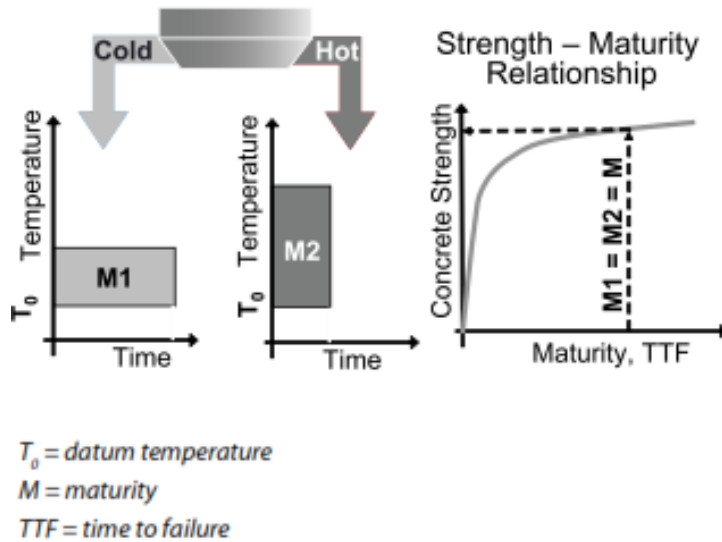 Cold
Hot
Strength – Maturity
Relationship
Temperature
T₀
M1
Time
Temperature
T₀
M2
Time
Concrete Strength
M1 = M2 = M
Maturity, TTF
T₀ = datum temperature
M = maturity
TTF = time to failure